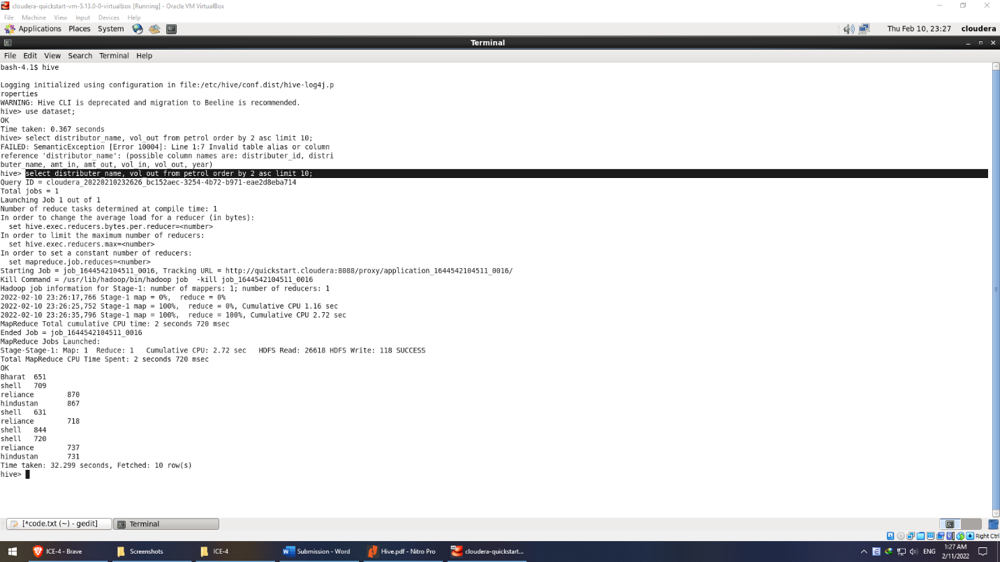 cloudera-quickstart-vm-5.13.0-0-virtualbox [Running] - Oracle VM VirtualBox
File Machine View Input Devices Help
Applications Places System Thu Feb 10, 23:27 cloudera
Terminal
File Edit View Search Terminal Help
bash-4.1$ hive
Logging initialized using configuration in file:/etc/hive/conf.dist/hive-log4j.p
roperties
WARNING: Hive CLI is deprecated and migration to Beeline is recommended.
hive> use dataset;
OK
Time taken: 0.367 seconds
hive> select distributor_name, vol_out from petrol order by 2 asc limit 10;
FAILED: SemanticException [Error 10004]: Line 1:7 Invalid table alias or column
reference 'distributor_name': (possible column names are: distributer_id, distri
buter_name, amt_in, amt_out, vol_in, vol_out, year)
hive> select distributer_name, vol_out from petrol order by 2 asc limit 10;
Query ID = cloudera_20220210232626_bc152aec-3254-4b72-b971-eae2d8eba714
Total jobs = 1
Launching Job 1 out of 1
Number of reduce tasks determined at compile time: 1
In order to change the average load for a reducer (in bytes):
  set hive.exec.reducers.bytes.per.reducer=<number>
In order to limit the maximum number of reducers:
  set hive.exec.reducers.max=<number>
In order to set a constant number of reducers:
  set mapreduce.job.reduces=<number>
Starting Job = job_1644542104511_0016, Tracking URL = http://quickstart.cloudera:8088/proxy/application_1644542104511_0016/
Kill Command = /usr/lib/hadoop/bin/hadoop job  -kill job_1644542104511_0016
Hadoop job information for Stage-1: number of mappers: 1; number of reducers: 1
2022-02-10 23:26:17,766 Stage-1 map = 0%,  reduce = 0%
2022-02-10 23:26:25,752 Stage-1 map = 100%,  reduce = 0%, Cumulative CPU 1.16 sec
2022-02-10 23:26:35,796 Stage-1 map = 100%,  reduce = 100%, Cumulative CPU 2.72 sec
MapReduce Total cumulative CPU time: 2 seconds 720 msec
Ended Job = job_1644542104511_0016
MapReduce Jobs Launched:
Stage-Stage-1: Map: 1  Reduce: 1   Cumulative CPU: 2.72 sec   HDFS Read: 26618 HDFS Write: 118 SUCCESS
Total MapReduce CPU Time Spent: 2 seconds 720 msec
OK
Bharat  651
shell   709
reliance        870
hindustan       867
shell   631
reliance        718
shell   844
shell   720
reliance        737
hindustan       731
Time taken: 32.299 seconds, Fetched: 10 row(s)
hive>
[*code.txt (~) - gedit] Terminal
Right Ctrl
ICE-4 - Brave Screenshots ICE-4 Submission - Word Hive.pdf - Nitro Pro cloudera-quickstart... ENG 1:27 AM
2/11/2022